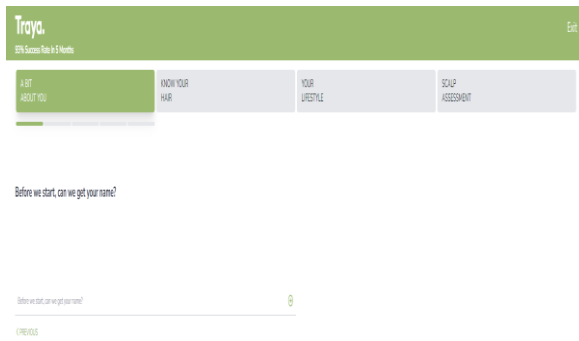 Traya.
Exit
93% Success Rate in 5 Months
A BIT
ABOUT YOU
KNOW YOUR
HAIR
YOUR
LIFESTYLE
SCALP
ASSESSMENT
Before we start, can we get your name?
Before we start, can we get your name?
< PREVIOUS